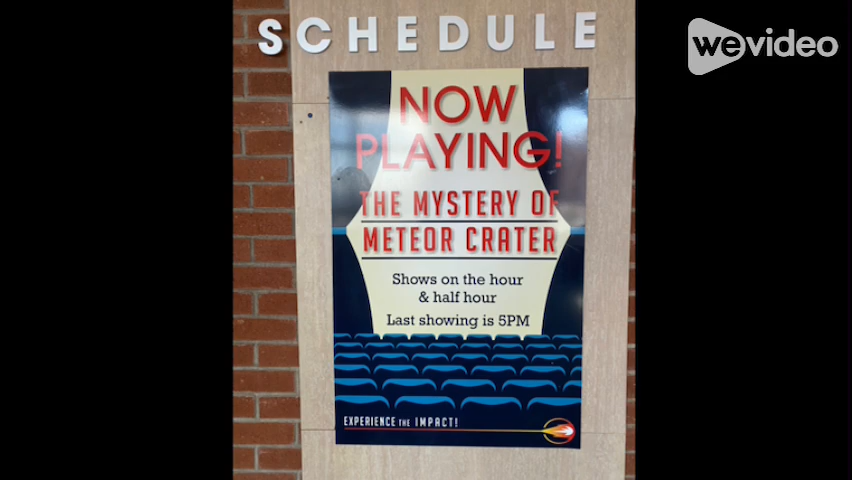 SCHEDULE
wevideo
NOW
PLAYING!
THE MYSTERY OF
METEOR CRATER
Shows on the hour
& half hour
Last showing is 5PM
EXPERIENCE THE IMPACT!